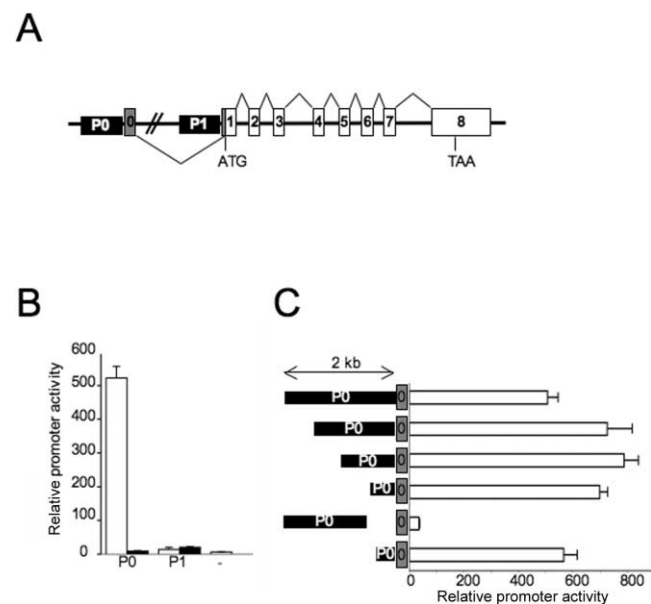 A
P0 0 P1 1 2 3 4 5 6 7 8
ATG TAA
B
Relative promoter activity
600
500
400
300
200
100
0
P0 P1 -
C
2 kb
P0 0
P0 0
P0 0
P0 0
P0 0
P0 0
0 200 400 600 800
Relative promoter activity